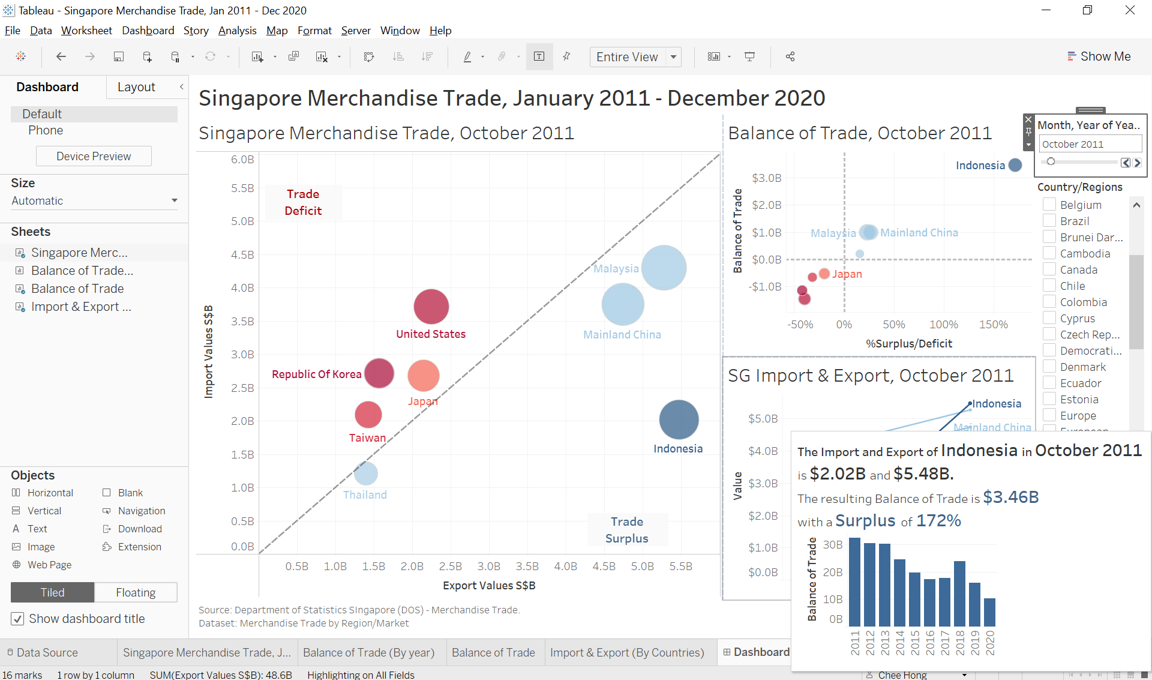 Tableau - Singapore Merchandise Trade, Jan 2011 - Dec 2020
File Data Worksheet Dashboard Story Analysis Map Format Server Window Help
Entire View
Show Me
Dashboard Layout
Default
Phone
Device Preview
Size
Automatic
Sheets
Singapore Merc...
Balance of Trade...
Balance of Trade
Import & Export ...
Objects
Horizontal Blank
Vertical Navigation
Text Download
Image Extension
Web Page
Tiled Floating
Show dashboard title
Singapore Merchandise Trade, January 2011 - December 2020
Singapore Merchandise Trade, October 2011
6.0B
5.5B
5.0B
4.5B
4.0B
3.5B
3.0B
2.5B
2.0B
1.5B
1.0B
0.5B
0.0B
Import Values S$B
Trade
Deficit
Malaysia
Mainland China
United States
Republic Of Korea
Japan
Taiwan
Indonesia
Thailand
Trade
Surplus
0.5B 1.0B 1.5B 2.0B 2.5B 3.0B 3.5B 4.0B 4.5B 5.0B 5.5B
Export Values S$B
Source: Department of Statistics SIngapore (DOS) - Merchandise Trade.
Dataset: Merchandise Trade by Region/Market
Balance of Trade, October 2011
Indonesia
$3.0B
$2.0B
$1.0B
$0.0B
-$1.0B
Balance of Trade
Malaysia
Mainland China
Japan
-50% 0% 50% 100% 150%
%Surplus/Deficit
SG Import & Export, October 2011
$5.0B
$4.0B
$3.0B
$2.0B
$1.0B
$0.0B
Value
Indonesia
Mainland China
Month, Year of Yea..
October 2011
Country/Regions
Belgium
Brazil
Brunei Dar...
Cambodia
Canada
Chile
Colombia
Cyprus
Czech Rep...
Democrati...
Denmark
Ecuador
Estonia
Europe
The Import and Export of Indonesia in October 2011
is $2.02B and $5.48B.
The resulting Balance of Trade is $3.46B
with a Surplus of 172%
30B
20B
10B
0B
Balance of Trade
2011 2012 2013 2014 2015 2016 2017 2018 2019 2020
Data Source Singapore Merchandise Trade, J... Balance of Trade (By year) Balance of Trade Import & Export (By Countries) Dashboard
16 marks 1 row by 1 column SUM(Export Values S$B): 48.6B Highlighting on All Fields Chee Hong